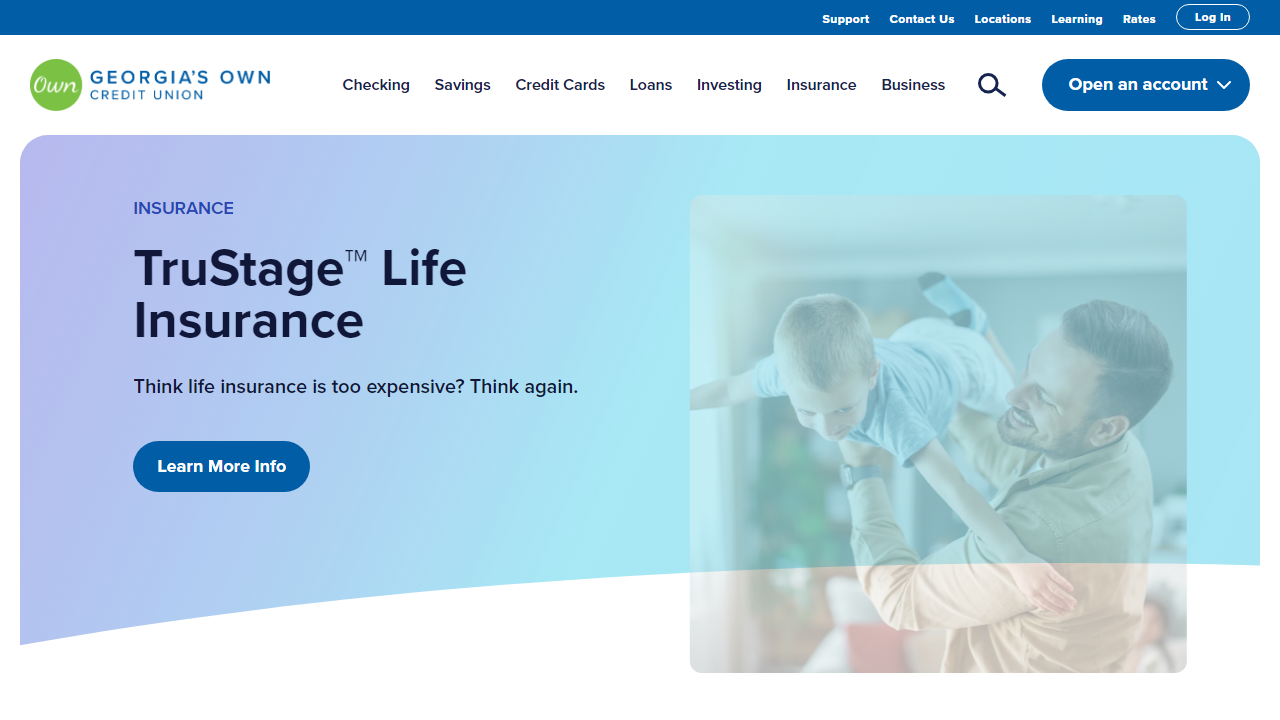 Support Contact Us Locations Learning Rates Log In
Own GEORGIA'S OWN
CREDIT UNION
Checking Savings Credit Cards Loans Investing Insurance Business Open an account
INSURANCE
TruStage™ Life
Insurance
Think life insurance is too expensive? Think again.
Learn More Info